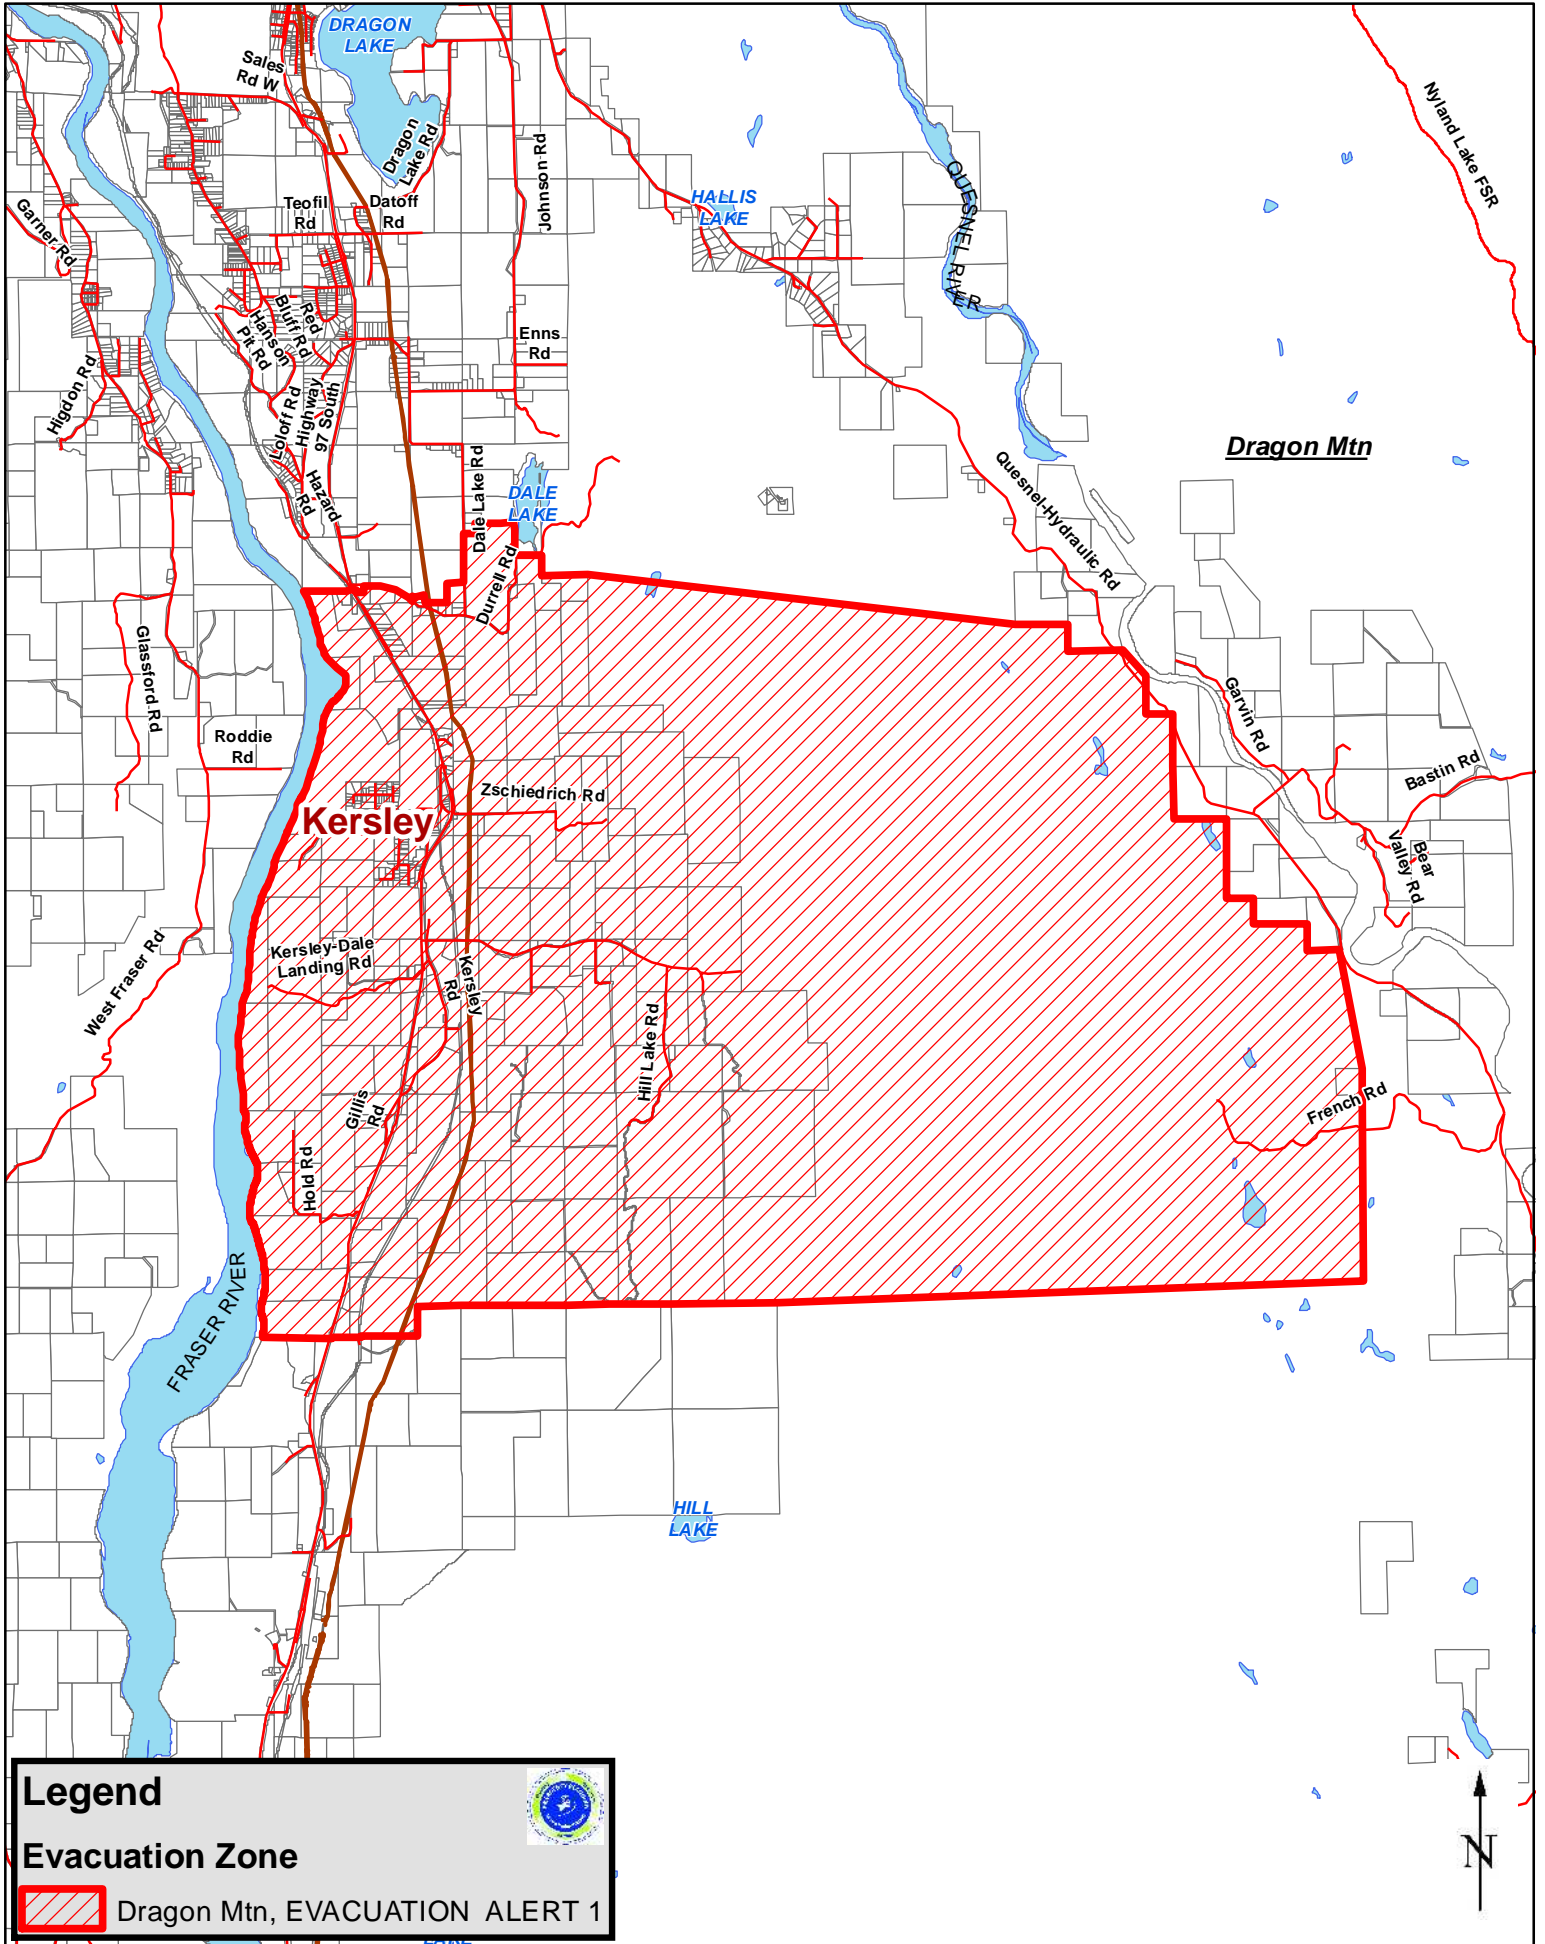 DRAGON
LAKE
Sales
Rd W
Dragon
Lake Rd
Johnson Rd
Nyland Lake FSR
QUESNEL RIVER
HALLIS
LAKE
Garner Rd
Teofil
Rd
Datoff
Rd
Red
Bluff Rd
Hanson
Pit Rd
Enns
Rd
Higdon Rd
Loloff Rd
Highway
97 South
Hazard
Rd
Dale Lake Rd
DALE
LAKE
Dragon Mtn
Quesnel-Hydraulic Rd
Durrell Rd
Glassford Rd
Roddie
Rd
Garvin Rd
Bastin Rd
Bear
Valley Rd
Zschiedrich Rd
Kersley
West Fraser Rd
Kersley-Dale
Landing Rd
Kersley
Rd
Hill Lake Rd
Gillis
Rd
French Rd
Hold Rd
FRASER RIVER
HILL
LAKE
Legend
Evacuation Zone
Dragon Mtn, EVACUATION ALERT 1
N
LAKE